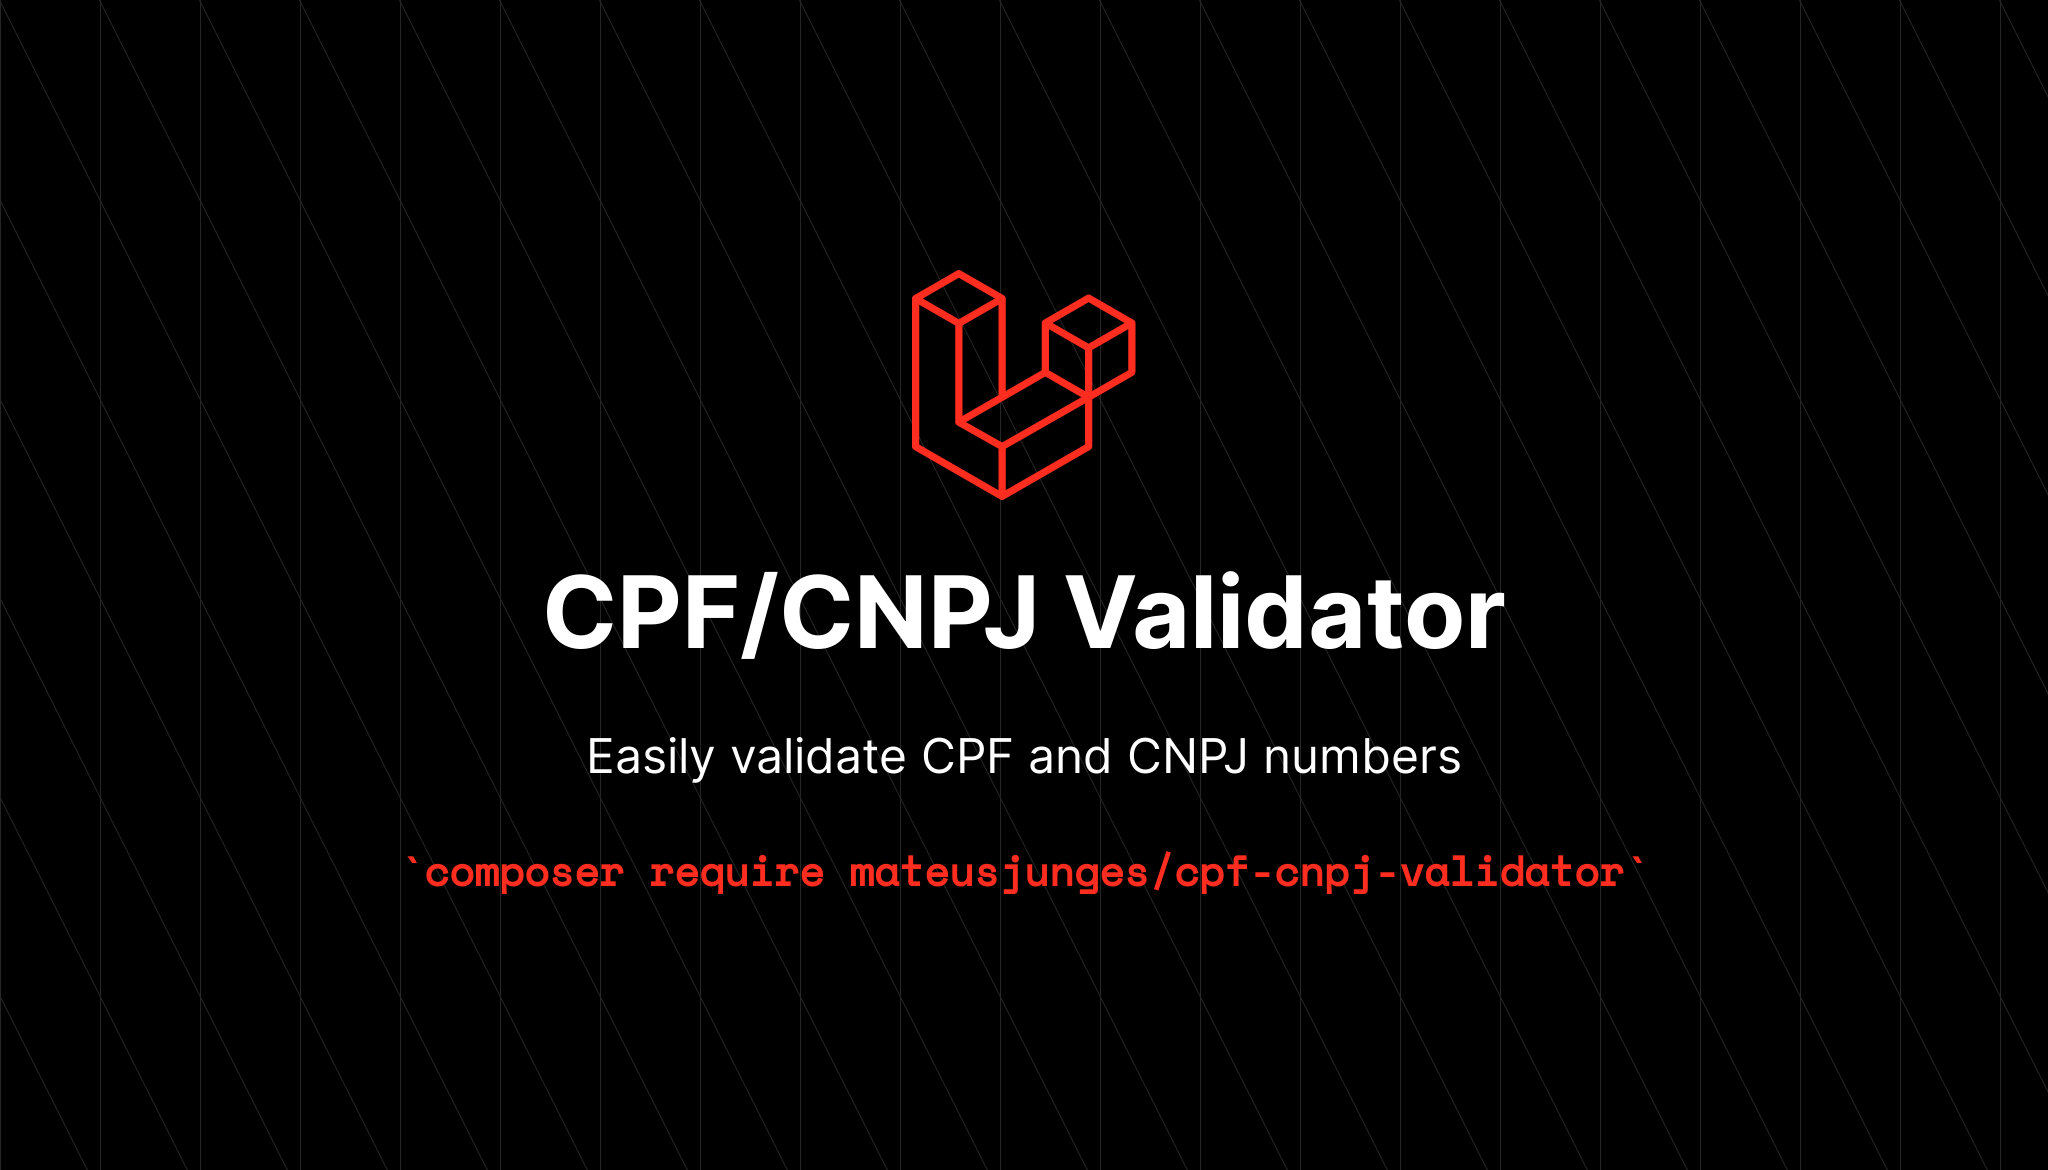 CPF/CNPJ Validator
Easily validate CPF and CNPJ numbers
`composer require mateusjunges/cpf-cnpj-validator`